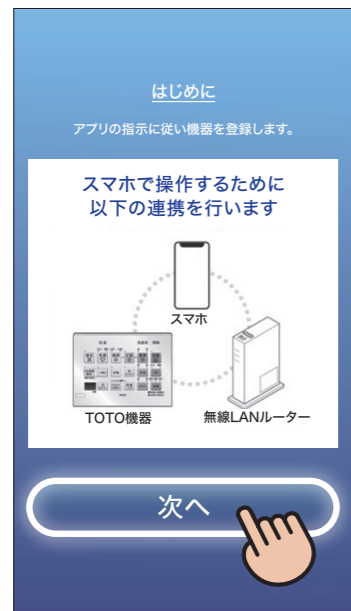 はじめに
アプリの指示に従い機器を登録します。
スマホで操作するために
以下の連携を行います
スマホ
TOTO機器
無線LANルーター
次へ